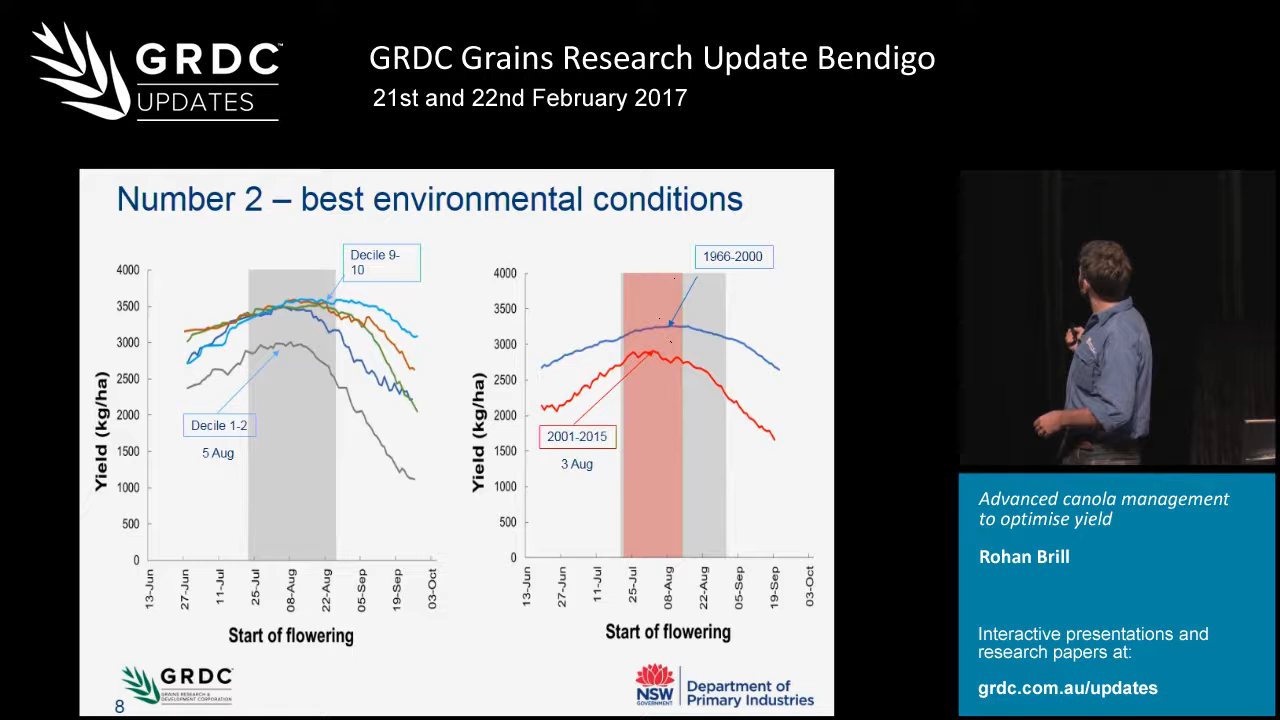 GRDC™
UPDATES
GRDC Grains Research Update Bendigo
21st and 22nd February 2017
Number 2 – best environmental conditions
Decile 9-
10
4000
3500
3000
2500
2000
1500
1000
500
0
Yield (kg/ha)
Decile 1-2
5 Aug
13-Jun
27-Jun
11-Jul
25-Jul
08-Aug
22-Aug
05-Sep
19-Sep
03-Oct
Start of flowering
1966-2000
4000
3500
3000
2500
2000
1500
1000
500
0
Yield (kg/ha)
2001-2015
3 Aug
13-Jun
27-Jun
11-Jul
25-Jul
08-Aug
22-Aug
05-Sep
19-Sep
03-Oct
Start of flowering
8
GRDC™
GRAINS RESEARCH &
DEVELOPMENT CORPORATION
NSW
GOVERNMENT
Department of
Primary Industries
Advanced canola management
to optimise yield
Rohan Brill
Interactive presentations and
research papers at:
grdc.com.au/updates